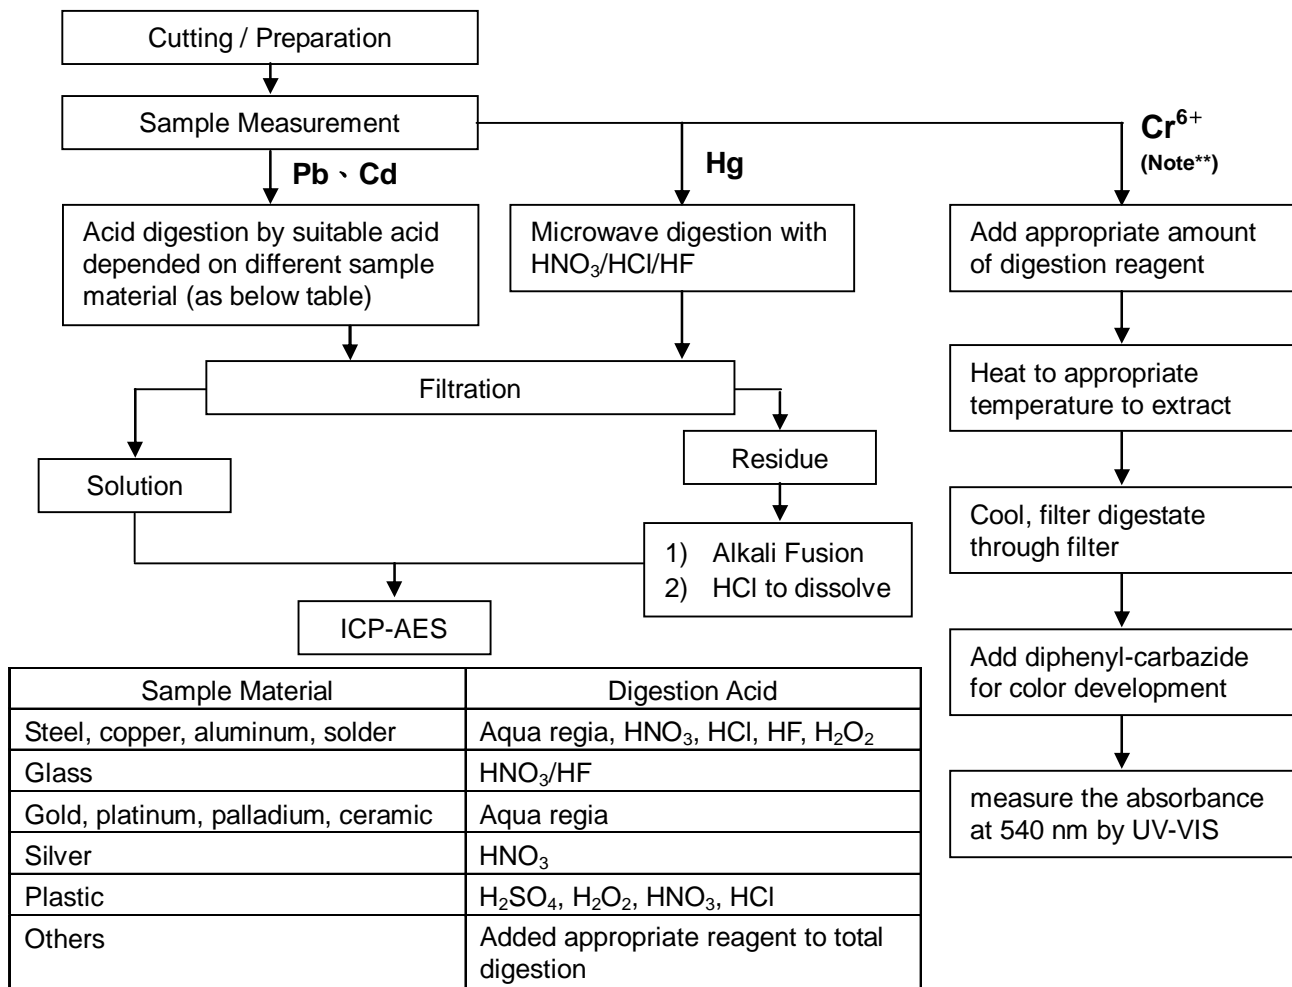 Cutting / Preparation
Sample Measurement
Pb、Cd
Hg
Cr⁶⁺
(Note**)
Acid digestion by suitable acid
depended on different sample
material (as below table)
Microwave digestion with
HNO₃/HCl/HF
Add appropriate amount
of digestion reagent
Filtration
Heat to appropriate
temperature to extract
Solution
Residue
Cool, filter digestate
through filter
1) Alkali Fusion
2) HCl to dissolve
ICP-AES
Add diphenyl-carbazide
for color development
measure the absorbance
at 540 nm by UV-VIS
Sample Material
Digestion Acid
Steel, copper, aluminum, solder
Aqua regia, HNO₃, HCl, HF, H₂O₂
Glass
HNO₃/HF
Gold, platinum, palladium, ceramic
Aqua regia
Silver
HNO₃
Plastic
H₂SO₄, H₂O₂, HNO₃, HCl
Others
Added appropriate reagent to total
digestion